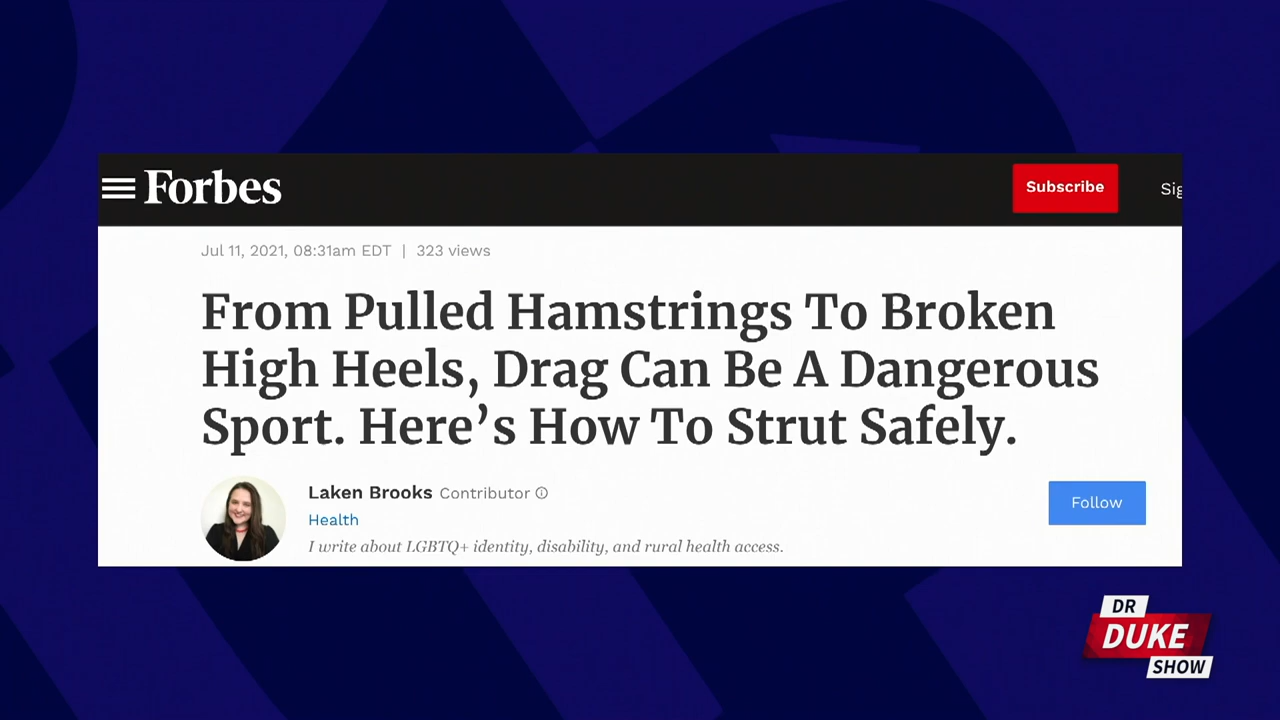 Forbes
Subscribe
Sig
Jul 11, 2021, 08:31am EDT | 323 views
From Pulled Hamstrings To Broken
High Heels, Drag Can Be A Dangerous
Sport. Here’s How To Strut Safely.
Laken Brooks Contributor ⓘ
Health
Follow
I write about LGBTQ+ identity, disability, and rural health access.
DR
DUKE
SHOW